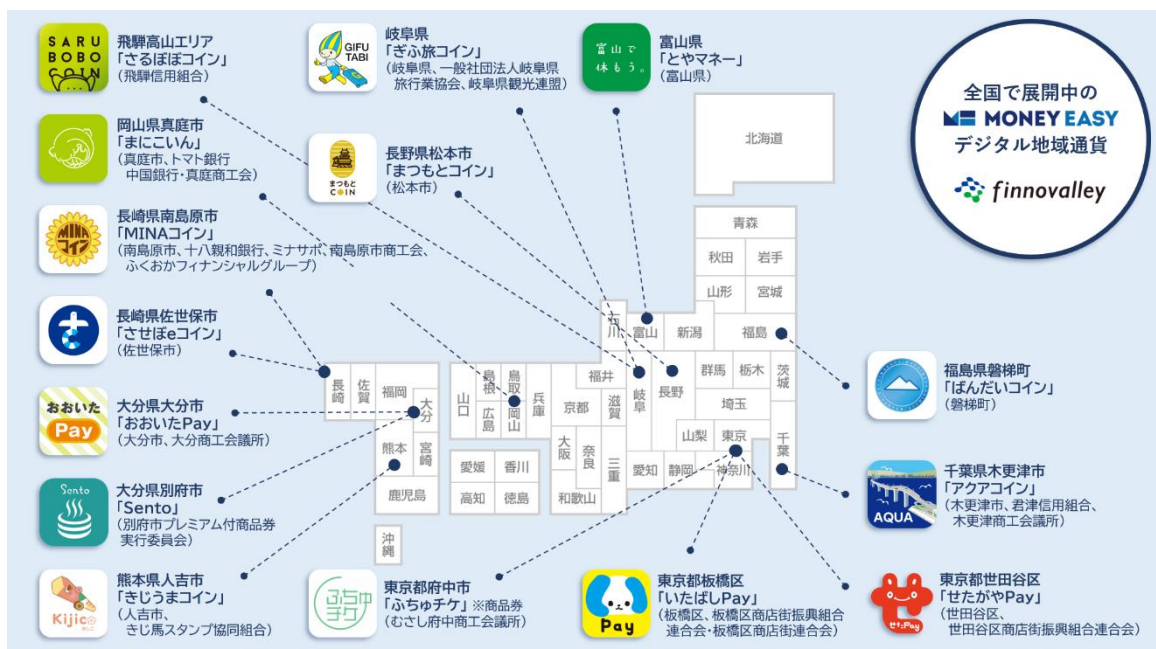 SARU
BOBO
COIN
飛騨高山エリア
「さるぼぼコイン」
(飛騨信用組合)
GIFU
TABI
岐阜県
「ぎふ旅コイン」
(岐阜県、一般社団法人岐阜県
旅行業協会、岐阜県観光連盟)
富山で
休もう。
富山県
「とやマネー」
(富山県)
全国で展開中の
MONEY EASY
デジタル地域通貨
finnovalley
岡山県真庭市
「まにこいん」
(真庭市、トマト銀行
中国銀行・真庭商工会)
まつもと
COIN
長野県松本市
「まつもとコイン」
(松本市)
MINA
コイン
長崎県南島原市
「MINAコイン」
(南島原市、十八親和銀行、ミナサポ、南島原市商工会、
ふくおかフィナンシャルグループ)
長崎県佐世保市
「させぼeコイン」
(佐世保市)
おおいた
Pay
大分県大分市
「おおいたPay」
(大分市、大分商工会議所)
Sento
大分県別府市
「Sento」
(別府市プレミアム付商品券
実行委員会)
Kijico
熊本県人吉市
「きじうまコイン」
(人吉市、
きじ馬スタンプ協同組合)
ふちゅ
チケ
東京都府中市
「ふちゅチケ」※商品券
(むさし府中商工会議所)
Pay
東京都板橋区
「いたばしPay」
(板橋区、板橋区商店街振興組合
連合会・板橋区商店街連合会)
せたPay
東京都世田谷区
「せたがやPay」
(世田谷区、
世田谷区商店街振興組合連合会)
AQUA
千葉県木更津市
「アクアコイン」
(木更津市、君津信用組合、
木更津商工会議所)
福島県磐梯町
「ばんだいコイン」
(磐梯町)
北海道
青森
秋田
岩手
山形
宮城
石川
富山
新潟
福島
長崎
佐賀
福岡
大分
熊本
宮崎
鹿児島
沖縄
山口
島根
広島
鳥取
岡山
兵庫
福井
京都
滋賀
岐阜
長野
群馬
栃木
茨城
埼玉
山梨
東京
千葉
大阪
奈良
和歌山
三重
愛知
静岡
神奈川
愛媛
香川
高知
徳島